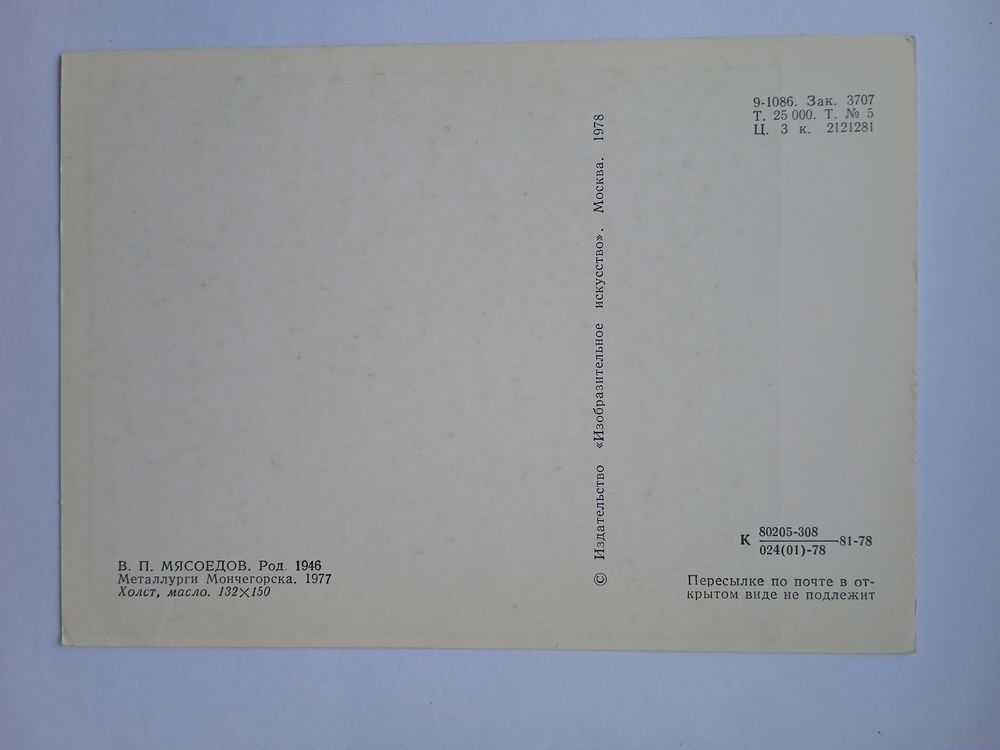 9-1086. Зак. 3707
Т. 25 000. Т. № 5
Ц. 3 к. 2121281
© Издательство «Изобразительное искусство». Москва. 1978
В. П. МЯСОЕДОВ. Род. 1946
Металлурги Мончегорска. 1977
Холст, масло. 132×150
К 80205-308
024(01)-78 -81-78
Пересылке по почте в от-
крытом виде не подлежит